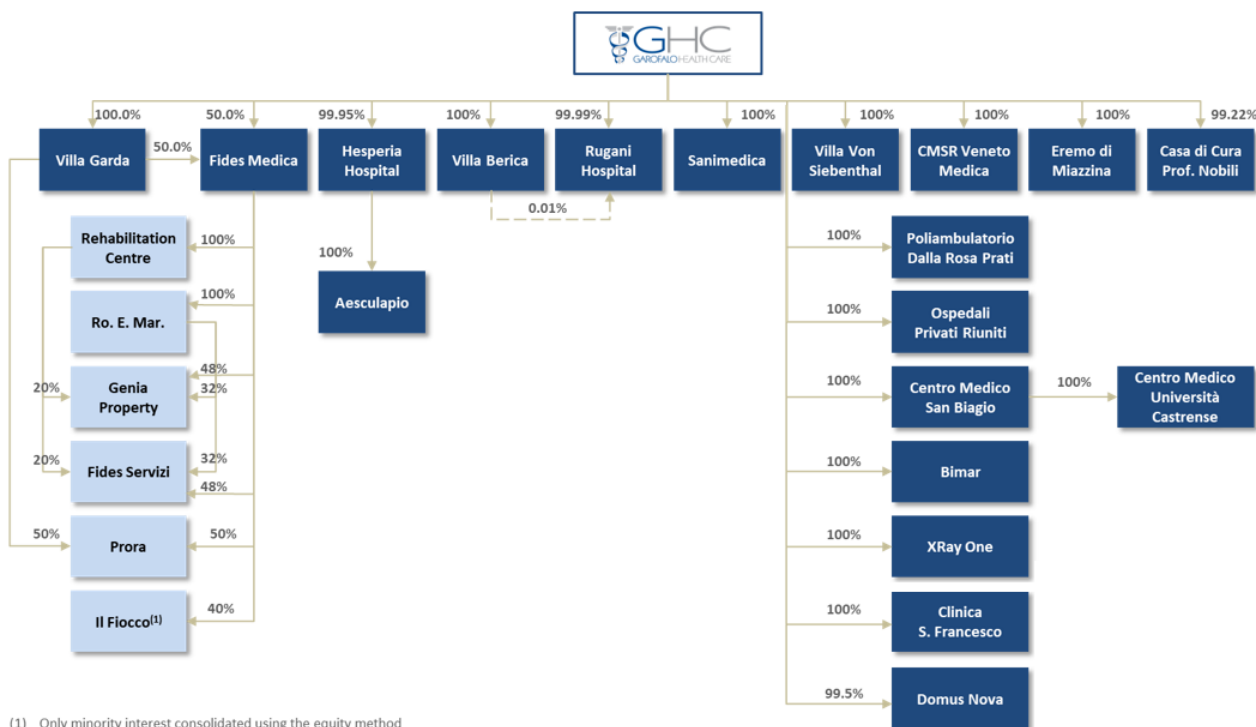 GHC
GAROFALO HEALTH CARE
100.0%
50.0%
99.95%
100%
99.99%
100%
100%
100%
100%
99.22%
Villa Garda
50.0%
Fides Medica
Hesperia
Hospital
Villa Berica
Rugani
Hospital
Sanimedica
Villa Von
Siebenthal
CMSR Veneto
Medica
Eremo di
Miazzina
Casa di Cura
Prof. Nobili
0.01%
Rehabilitation
Centre
100%
100%
Aesculapio
100%
Poliambulatorio
Dalla Rosa Prati
Ro. E. Mar.
100%
100%
Ospedali
Privati Riuniti
20%
Genia
Property
48%
32%
100%
Centro Medico
San Biagio
100%
Centro Medico
Università
Castrense
20%
Fides Servizi
32%
48%
100%
Bimar
50%
Prora
50%
100%
XRay One
Il Fiocco(1)
40%
100%
Clinica
S. Francesco
99.5%
Domus Nova
(1) Only minority interest consolidated using the equity method